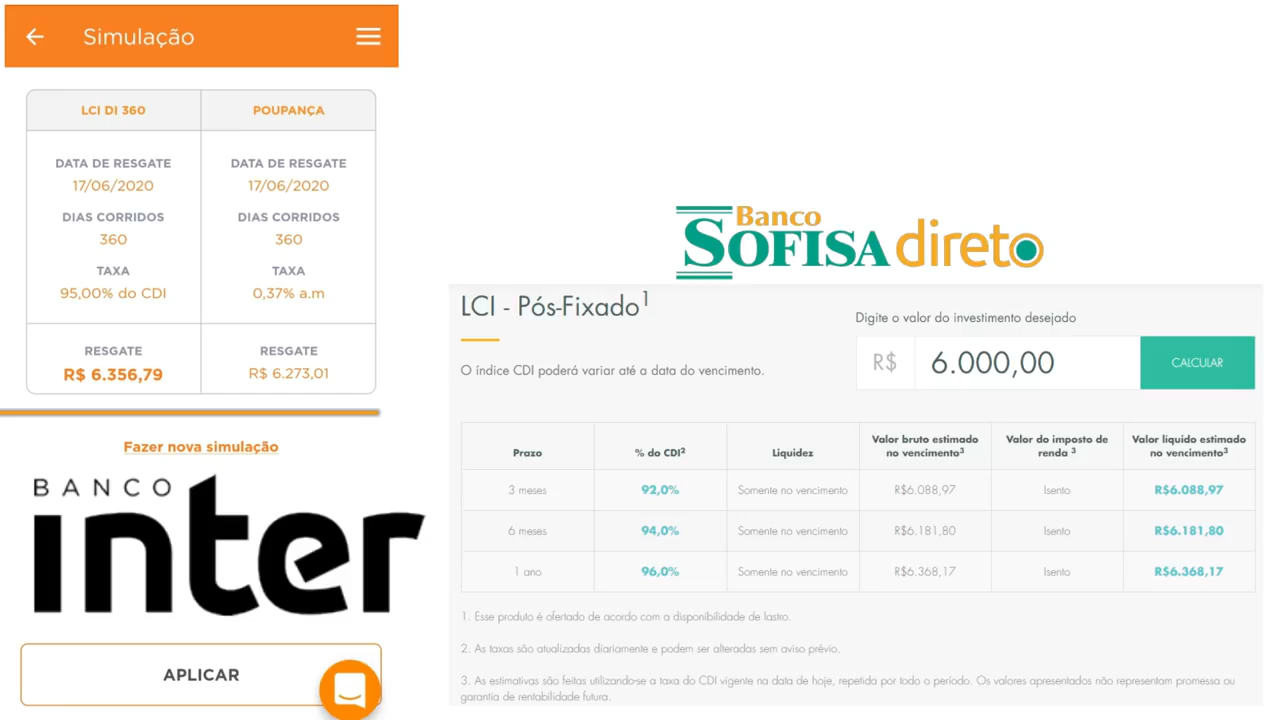 Simulação
LCI DI 360 POUPANÇA
DATA DE RESGATE DATA DE RESGATE
17/06/2020 17/06/2020
DIAS CORRIDOS DIAS CORRIDOS
360 360
TAXA TAXA
95,00% do CDI 0,37% a.m
RESGATE RESGATE
R$ 6.356,79 R$ 6.273,01
Fazer nova simulação
BANCO
inter
APLICAR
Banco
SOFISA direto
LCI - Pós-Fixado¹
O índice CDI poderá variar até a data do vencimento.
Digite o valor do investimento desejado
R$ 6.000,00 CALCULAR
Prazo % do CDI² Liquidez Valor bruto estimado no vencimento³ Valor do imposto de renda ³ Valor líquido estimado no vencimento³
3 meses 92,0% Somente no vencimento R$6.088,97 Isento R$6.088,97
6 meses 94,0% Somente no vencimento R$6.181,80 Isento R$6.181,80
1 ano 96,0% Somente no vencimento R$6.368,17 Isento R$6.368,17
1. Esse produto é ofertado de acordo com a disponibilidade de lastro.
2. As taxas são atualizadas diariamente e podem ser alteradas sem aviso prévio.
3. As estimativas são feitas utilizando-se a taxa do CDI vigente na data de hoje, repetida por todo o período. Os valores apresentados não representam promessa ou
garantia de rentabilidade futura.